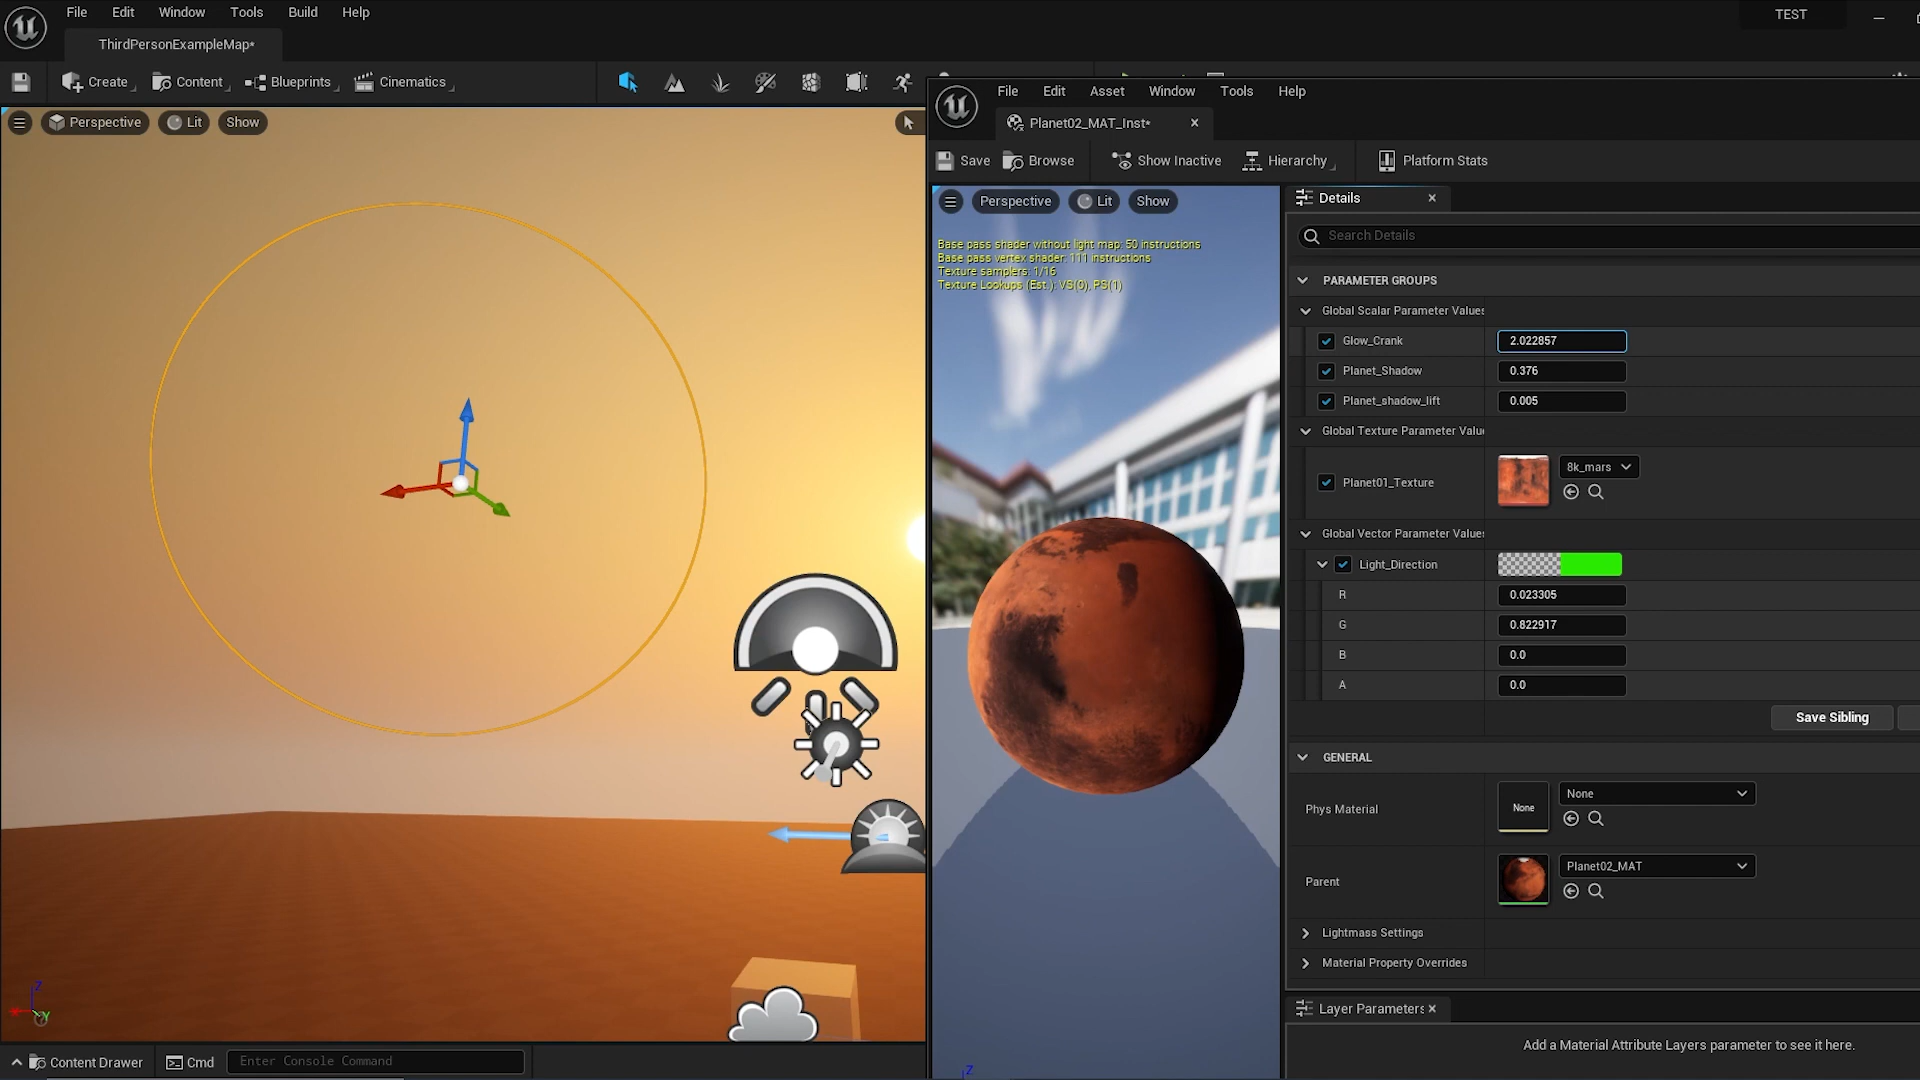 File Edit Window Tools Build Help
TEST
ThirdPersonExampleMap*
Create Content Blueprints Cinematics
Perspective Lit Show
File Edit Asset Window Tools Help
Planet02_MAT_Inst*
Save Browse Show Inactive Hierarchy Platform Stats
Perspective Lit Show
Base pass shader without light map: 50 instructions
Base pass vertex shader: 111 instructions
Texture samplers: 1/16
Texture Lookups (Est.): VS(0), PS(1)
Details
Search Details
PARAMETER GROUPS
Global Scalar Parameter Values
Glow_Crank 2.022857
Planet_Shadow 0.376
Planet_shadow_lift 0.005
Global Texture Parameter Valu
Planet01_Texture 8k_mars
Global Vector Parameter Values
Light_Direction
R 0.023305
G 0.822917
B 0.0
A 0.0
Save Sibling
GENERAL
Phys Material None None
Parent Planet02_MAT
Lightmass Settings
Material Property Overrides
Layer Parameters
Add a Material Attribute Layers parameter to see it here.
Z
Y
Z
Content Drawer Cmd Enter Console Command